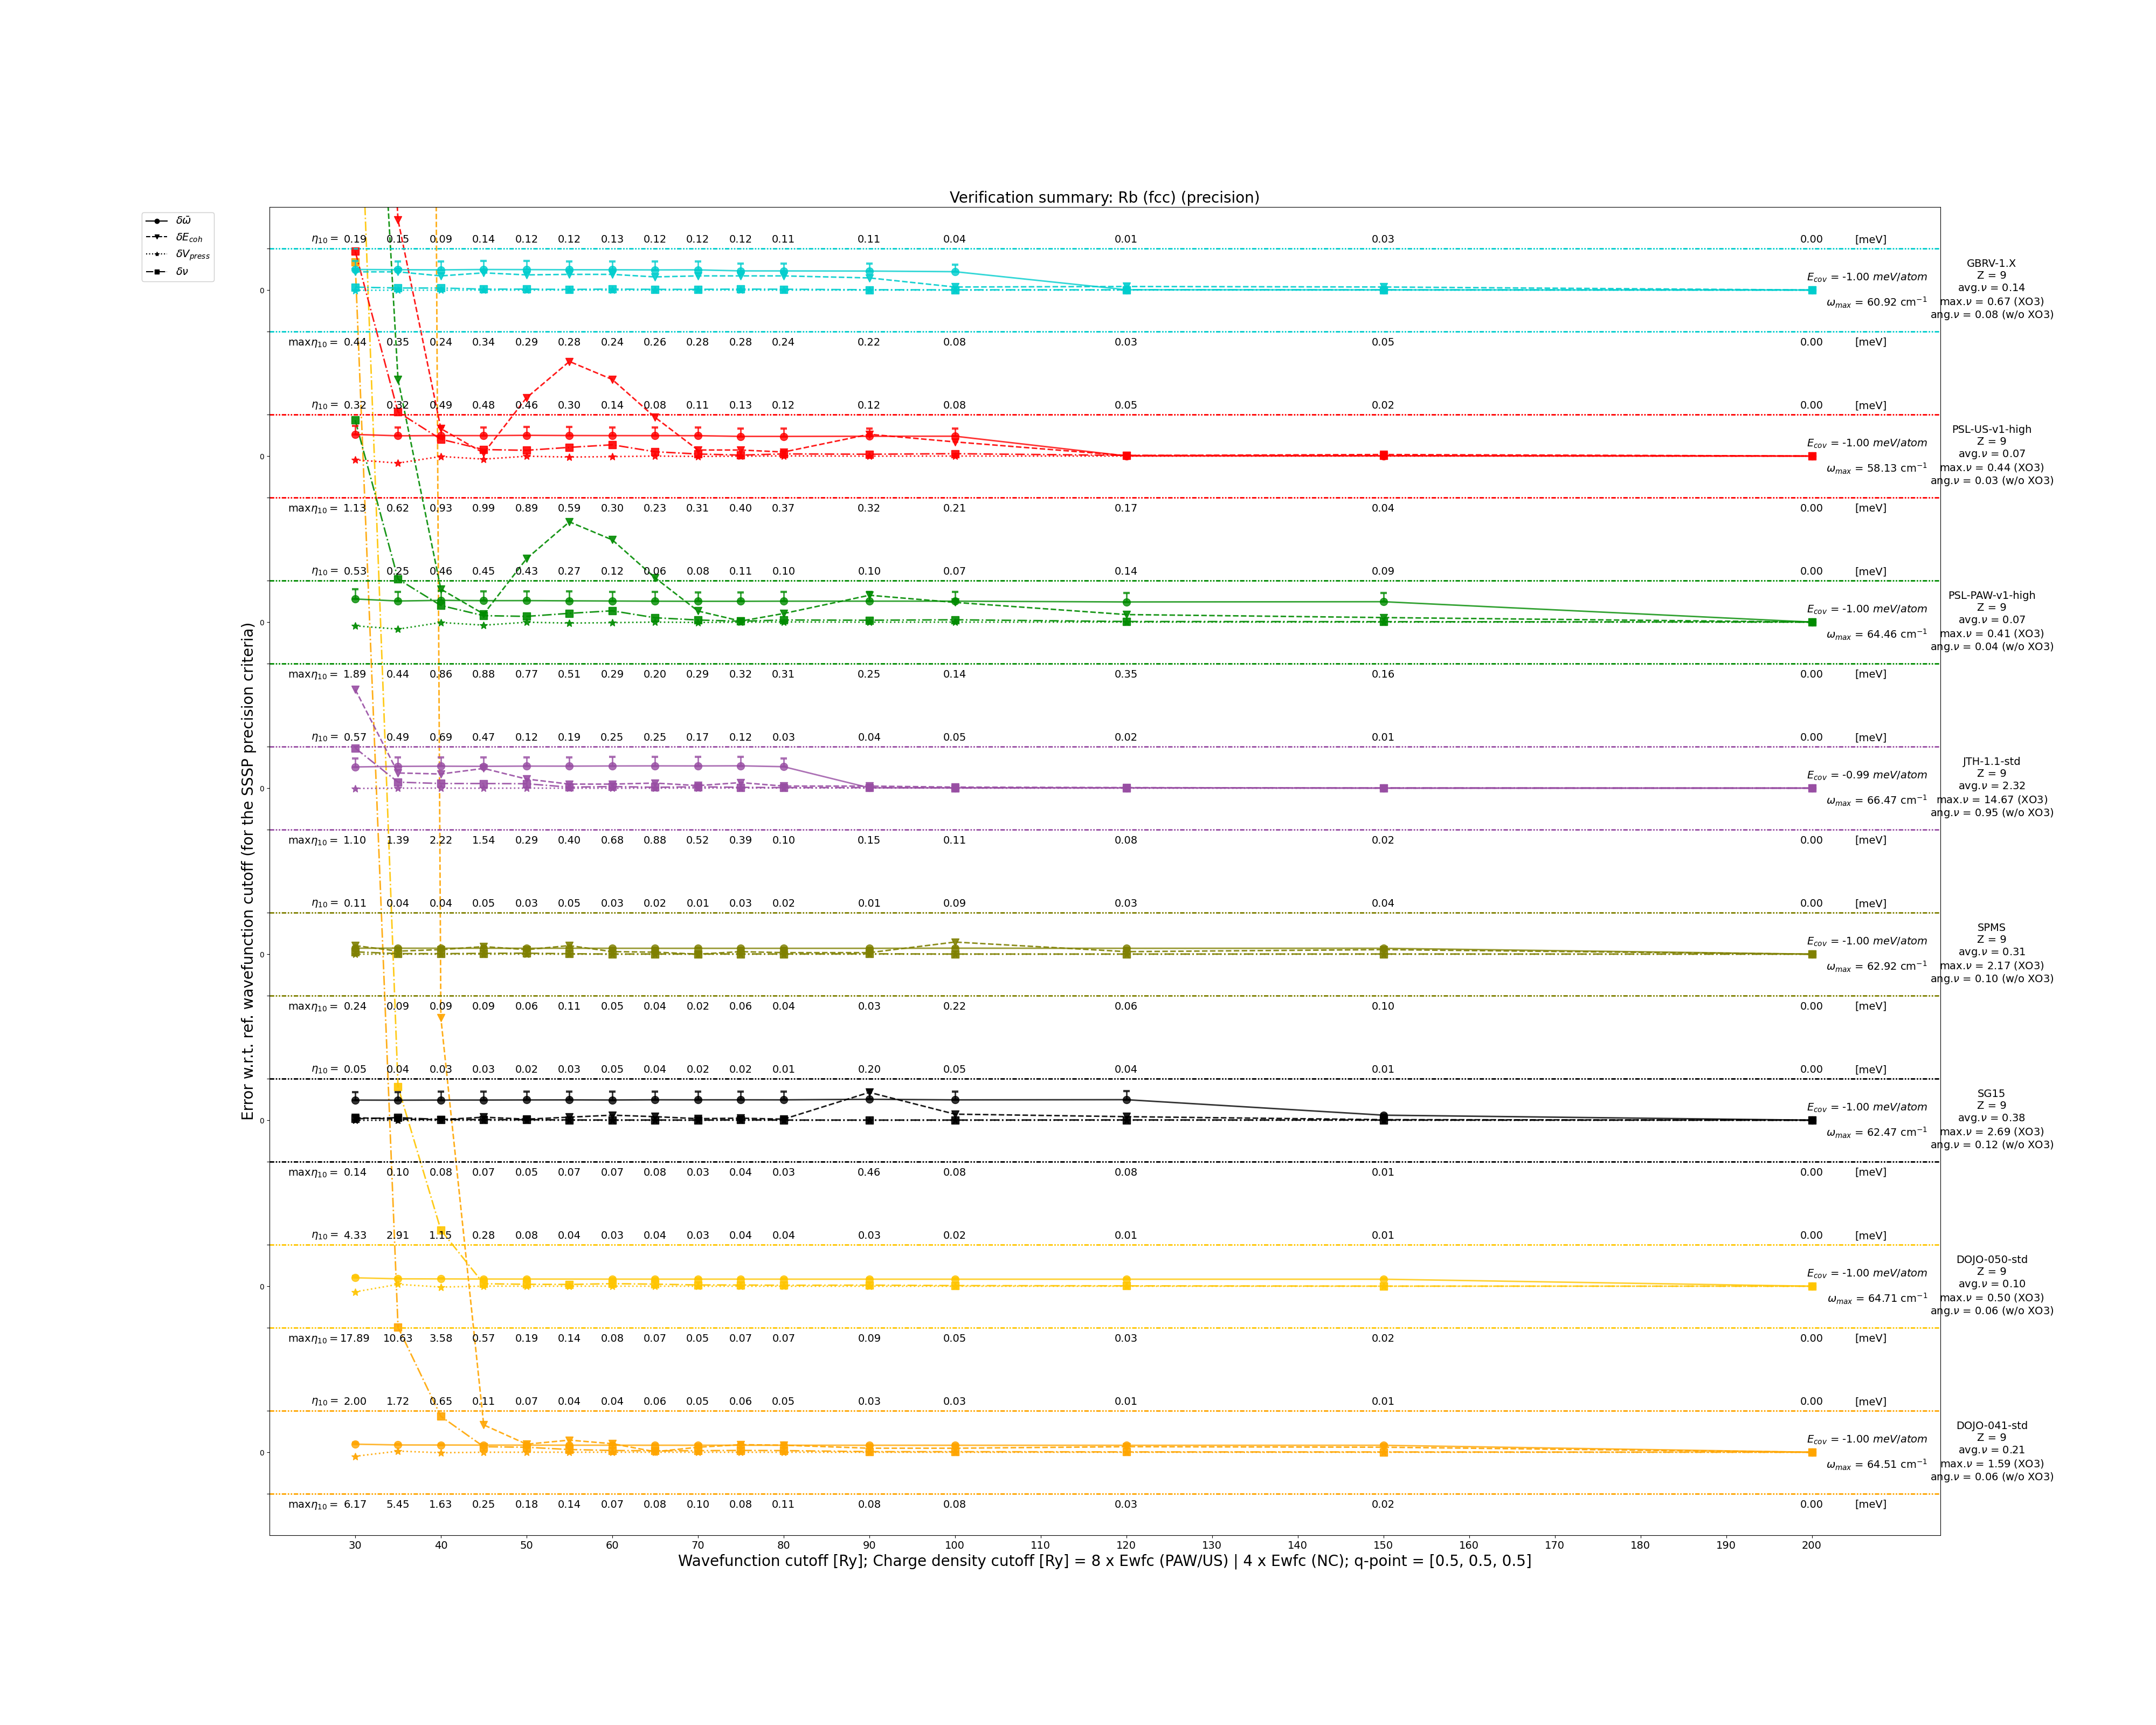 Verification summary: Rb (fcc) (precision)
δω̄
δE_coh
δV_press
δν
Error w.r.t. ref. wavefunction cutoff (for the SSSP precision criteria)
η₁₀ = 0.19 0.15 0.09 0.14 0.12 0.12 0.13 0.12 0.12 0.12 0.11 0.11 0.04 0.01 0.03 0.00 [meV]
0
E_cov = -1.00 meV/atom
ω_max = 60.92 cm⁻¹
GBRV-1.X
Z = 9
avg.ν = 0.14
max.ν = 0.67 (XO3)
ang.ν = 0.08 (w/o XO3)
maxη₁₀ = 0.44 0.35 0.24 0.34 0.29 0.28 0.24 0.26 0.28 0.28 0.24 0.22 0.08 0.03 0.05 0.00 [meV]
η₁₀ = 0.32 0.32 0.49 0.48 0.46 0.30 0.14 0.08 0.11 0.13 0.12 0.12 0.08 0.05 0.02 0.00 [meV]
0
E_cov = -1.00 meV/atom
ω_max = 58.13 cm⁻¹
PSL-US-v1-high
Z = 9
avg.ν = 0.07
max.ν = 0.44 (XO3)
ang.ν = 0.03 (w/o XO3)
maxη₁₀ = 1.13 0.62 0.93 0.99 0.89 0.59 0.30 0.23 0.31 0.40 0.37 0.32 0.21 0.17 0.04 0.00 [meV]
η₁₀ = 0.53 0.25 0.46 0.45 0.43 0.27 0.12 0.06 0.08 0.11 0.10 0.10 0.07 0.14 0.09 0.00 [meV]
0
E_cov = -1.00 meV/atom
ω_max = 64.46 cm⁻¹
PSL-PAW-v1-high
Z = 9
avg.ν = 0.07
max.ν = 0.41 (XO3)
ang.ν = 0.04 (w/o XO3)
maxη₁₀ = 1.89 0.44 0.86 0.88 0.77 0.51 0.29 0.20 0.29 0.32 0.31 0.25 0.14 0.35 0.16 0.00 [meV]
η₁₀ = 0.57 0.49 0.69 0.47 0.12 0.19 0.25 0.25 0.17 0.12 0.03 0.04 0.05 0.02 0.01 0.00 [meV]
0
E_cov = -0.99 meV/atom
ω_max = 66.47 cm⁻¹
JTH-1.1-std
Z = 9
avg.ν = 2.32
max.ν = 14.67 (XO3)
ang.ν = 0.95 (w/o XO3)
maxη₁₀ = 1.10 1.39 2.22 1.54 0.29 0.40 0.68 0.88 0.52 0.39 0.10 0.15 0.11 0.08 0.02 0.00 [meV]
η₁₀ = 0.11 0.04 0.04 0.05 0.03 0.05 0.03 0.02 0.01 0.03 0.02 0.01 0.09 0.03 0.04 0.00 [meV]
0
E_cov = -1.00 meV/atom
ω_max = 62.92 cm⁻¹
SPMS
Z = 9
avg.ν = 0.31
max.ν = 2.17 (XO3)
ang.ν = 0.10 (w/o XO3)
maxη₁₀ = 0.24 0.09 0.09 0.09 0.06 0.11 0.05 0.04 0.02 0.06 0.04 0.03 0.22 0.06 0.10 0.00 [meV]
η₁₀ = 0.05 0.04 0.03 0.03 0.02 0.03 0.05 0.04 0.02 0.02 0.01 0.20 0.05 0.04 0.01 0.00 [meV]
0
E_cov = -1.00 meV/atom
ω_max = 62.47 cm⁻¹
SG15
Z = 9
avg.ν = 0.38
max.ν = 2.69 (XO3)
ang.ν = 0.12 (w/o XO3)
maxη₁₀ = 0.14 0.10 0.08 0.07 0.05 0.07 0.07 0.08 0.03 0.04 0.03 0.46 0.08 0.08 0.01 0.00 [meV]
η₁₀ = 4.33 2.91 1.15 0.28 0.08 0.04 0.03 0.04 0.03 0.04 0.04 0.03 0.02 0.01 0.01 0.00 [meV]
0
E_cov = -1.00 meV/atom
ω_max = 64.71 cm⁻¹
DOJO-050-std
Z = 9
avg.ν = 0.10
max.ν = 0.50 (XO3)
ang.ν = 0.06 (w/o XO3)
maxη₁₀ = 17.89 10.63 3.58 0.57 0.19 0.14 0.08 0.07 0.05 0.07 0.07 0.09 0.05 0.03 0.02 0.00 [meV]
η₁₀ = 2.00 1.72 0.65 0.11 0.07 0.04 0.04 0.06 0.05 0.06 0.05 0.03 0.03 0.01 0.01 0.00 [meV]
0
E_cov = -1.00 meV/atom
ω_max = 64.51 cm⁻¹
DOJO-041-std
Z = 9
avg.ν = 0.21
max.ν = 1.59 (XO3)
ang.ν = 0.06 (w/o XO3)
maxη₁₀ = 6.17 5.45 1.63 0.25 0.18 0.14 0.07 0.08 0.10 0.08 0.11 0.08 0.08 0.03 0.02 0.00 [meV]
30 40 50 60 70 80 90 100 110 120 130 140 150 160 170 180 190 200
Wavefunction cutoff [Ry]; Charge density cutoff [Ry] = 8 x Ewfc (PAW/US) | 4 x Ewfc (NC); q-point = [0.5, 0.5, 0.5]